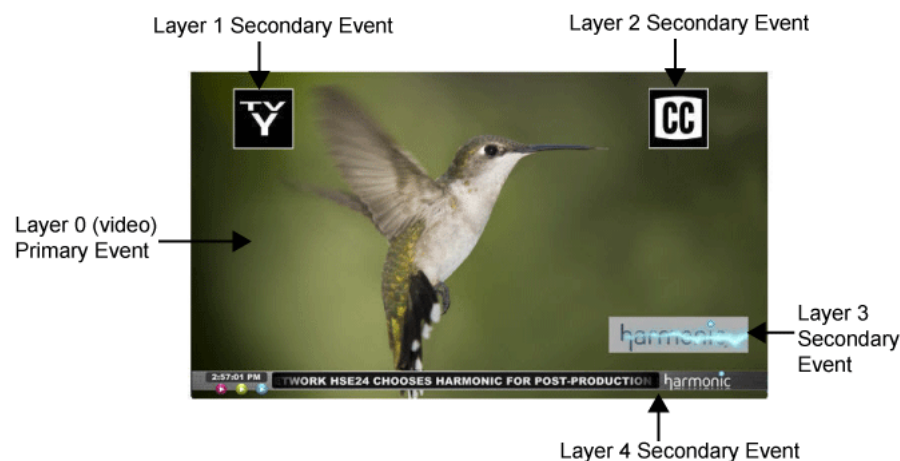 Layer 1 Secondary Event
Layer 2 Secondary Event
TV
Y
CC
Layer 0 (video)
Primary Event
harmonic
Layer 3
Secondary
Event
2:57:01 PM
ETWORK HSE24 CHOOSES HARMONIC FOR POST-PRODUCTION
harmonic
Layer 4 Secondary Event